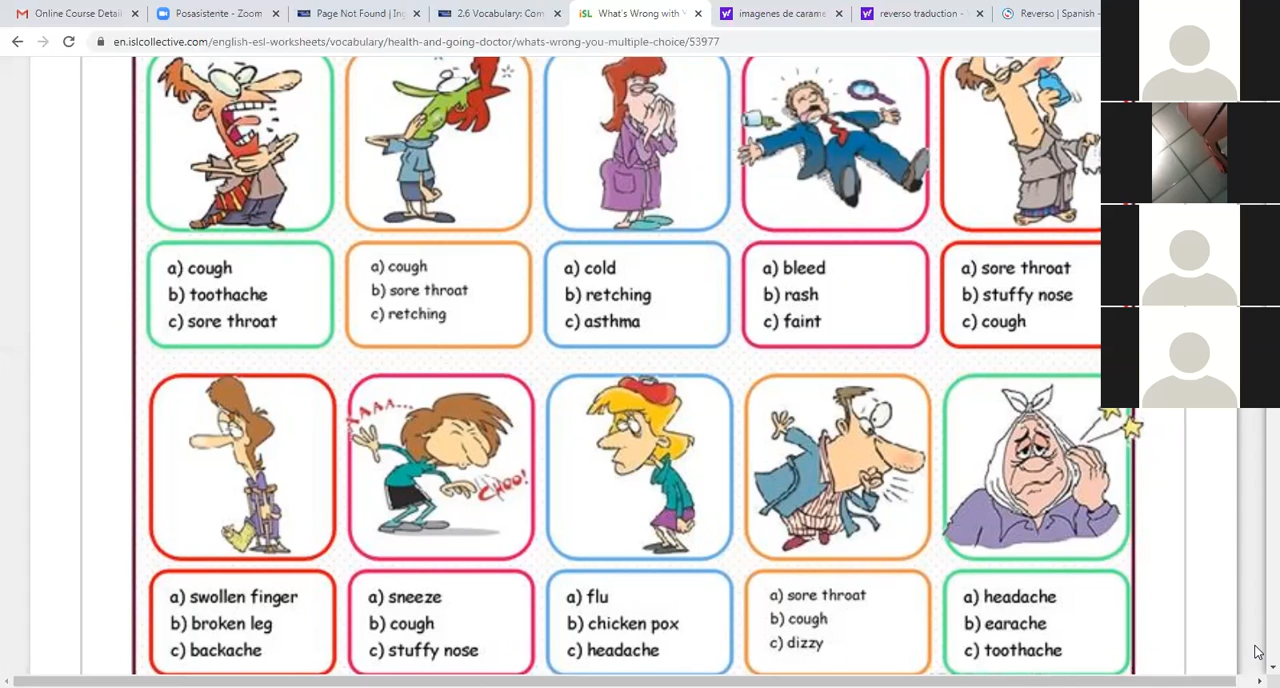 Online Course Detail
Posasistente - Zoom
Page Not Found | In
2.6 Vocabulary: Com
What's Wrong with Y
imagenes de carame
reverso traduction -
Reverso | Spanish -
en.islcollective.com/english-esl-worksheets/vocabulary/health-and-going-doctor/whats-wrong-you-multiple-choice/53977
a) cough
b) toothache
c) sore throat
a) cough
b) sore throat
c) retching
a) cold
b) retching
c) asthma
a) bleed
b) rash
c) faint
a) sore throat
b) stuffy nose
c) cough
AAAA...
CHOO!
a) swollen finger
b) broken leg
c) backache
a) sneeze
b) cough
c) stuffy nose
a) flu
b) chicken pox
c) headache
a) sore throat
b) cough
c) dizzy
a) headache
b) earache
c) toothache